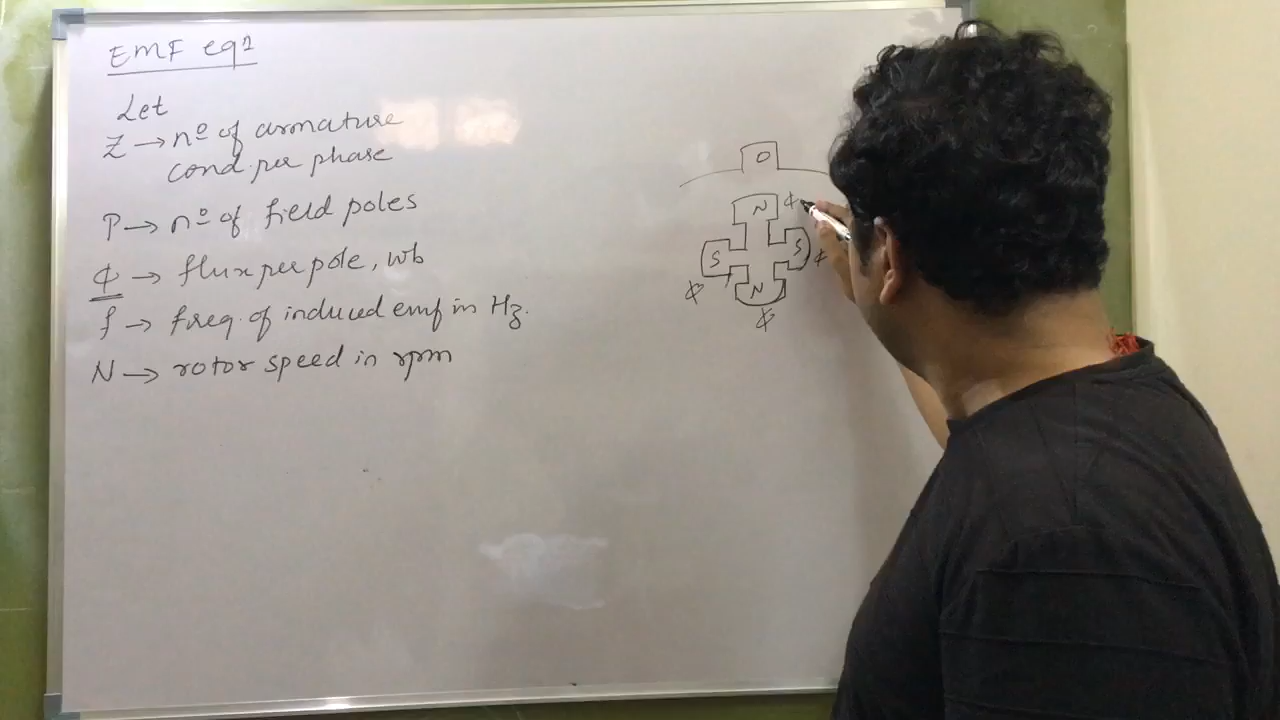 EMF eqn
Let
Z → nº of armature
cond. per phase
P → nº of field poles
Φ → flux per pole, wb
f → freq. of induced emf in Hz.
N → rotor speed in rpm
O
N Φ
S S Φ
Φ N
Φ